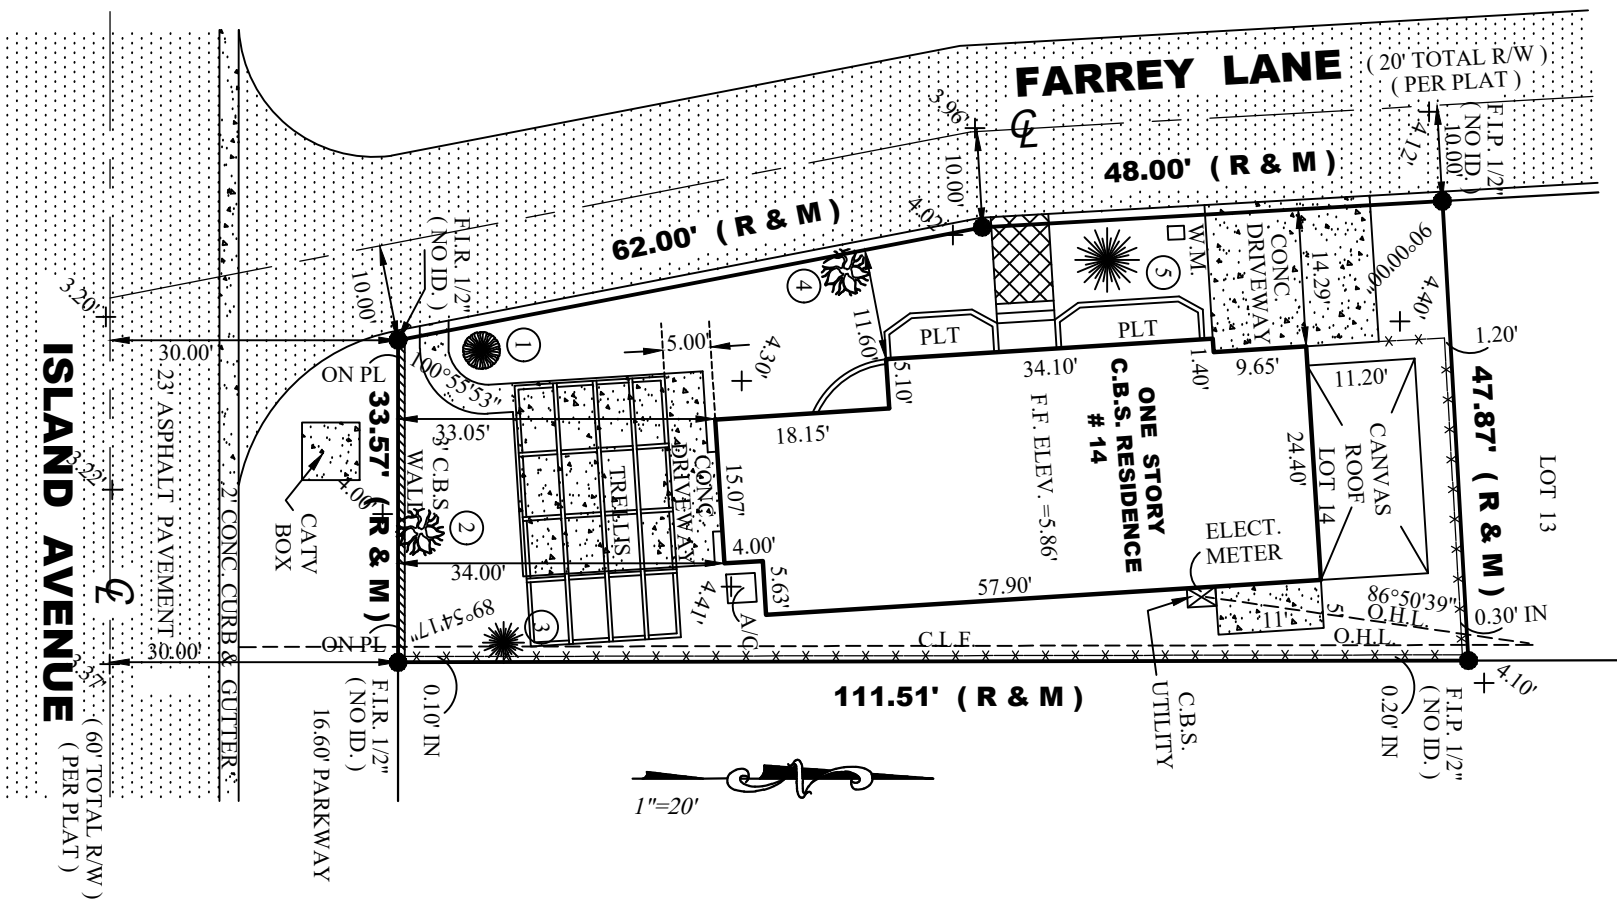 FARREY LANE
( 20' TOTAL R/W )
( PER PLAT )
3.96'
10.00'
4.02'
48.00' ( R & M )
4.12'
F.I.P. 1/2"
( NO ID. )
10.00'
62.00' ( R & M )
F.I.R. 1/2"
( NO ID. )
10.00'
3.20'
30.00'
ON PL
100°55'53"
1
5.00'
4.30'
4
11.60'
5
W.M
CONC
DRIVEWAY
14.29'
90°00'00"
4.40'
1.20'
PLT
PLT
34.10'
1.40'
9.65'
11.20'
5.10'
18.15'
33.05'
ISLAND AVENUE
23' ASPHALT PAVEMENT
3.22'
2' CONC. CURB & GUTTER
33.57' ( R & M )
3' C.B.S.
WALL
4.00'
2
CATV
BOX
TRELLIS
CONC
DRIVEWAY
15.07'
F.F. ELEV.=5.86'
ONE STORY
C.B.S. RESIDENCE
# 14
24.40'
LOT 14
CANVAS
ROOF
47.87' ( R & M )
LOT 13
ELECT.
METER
4.00'
34.00'
5.63'
4.41'
A/C
57.90'
11'
5'
86°50'39"
O.H.L.
O.H.L.
0.30' IN
89°54'17"
3
ON PL
30.00'
3.37'
C.L.F.
( 60' TOTAL R/W )
( PER PLAT )
16.60' PARKWAY
F.I.R. 1/2"
( NO ID. )
0.10' IN
111.51' ( R & M )
C.B.S.
UTILITY
0.20' IN
F.I.P. 1/2"
( NO ID. )
4.10'
1"=20'